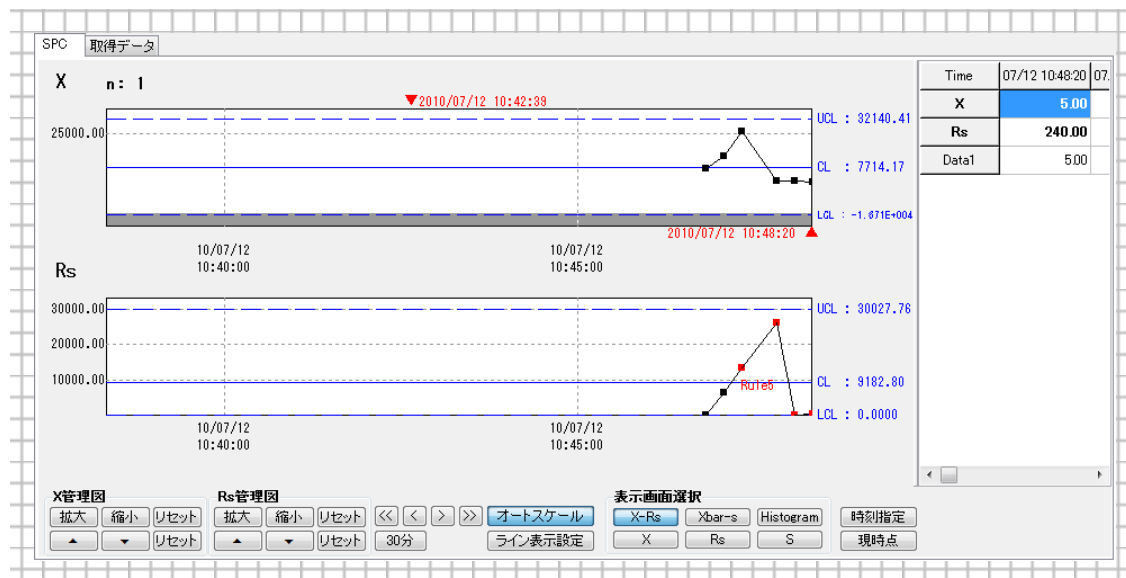 SPC 取得データ
X n: 1
▼2010/07/12 10:42:39
25000.00
UCL : 32140.41
CL : 7714.17
LCL : -1.671E+004
2010/07/12 10:48:20 ▲
10/07/12 10/07/12
10:40:00 10:45:00
Rs
30000.00
20000.00
10000.00
UCL : 30027.76
Rule5
CL : 9182.80
LCL : 0.0000
10/07/12 10/07/12
10:40:00 10:45:00
Time 07/12 10:48:20 07.
X 5.00
Rs 240.00
Data1 5.00
X管理図
拡大 縮小 リセット
▲ ▼ リセット
Rs管理図
拡大 縮小 リセット
▲ ▼ リセット
<< < > >> オートスケール
30分 ライン表示設定
表示画面選択
X-Rs Xbar-s Histogram
X Rs S
時刻指定
現時点